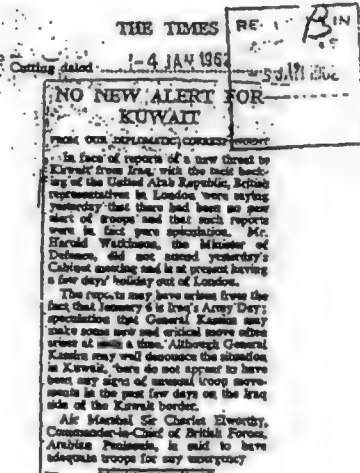 THE TIMES
Cutting dated 4 JAN 1962
NO NEW ALERT FOR
KUWAIT
FROM OUR DIPLOMATIC CORRESPONDENT
In face of reports of a new threat to
Kuwait from Iraq, with the tacit back-
ing of the United Arab Republic, British
representatives in London were saying
yesterday that there had been no new
alert of troops and that such reports
were in fact pure speculation. Mr.
Harold Watkinson, the Minister of
Defence, did not attend yesterday's
Cabinet meeting and is at present having
a few days' holiday out of London.
The reports may have arisen from the
fact that January 6 is Iraq's Army Day;
speculation that General Kassim may
make some new and critical move often
arises at such a time. Although General
Kassim may well denounce the situation
in Kuwait, there do not appear to have
been any signs of unusual troop move-
ments in the past few days on the Iraq
side of the Kuwait border.
Air Marshal Sir Charles Elworthy,
Commander-in-Chief of British Forces,
Arabian Peninsula, is said to have
adequate troops for any emergency